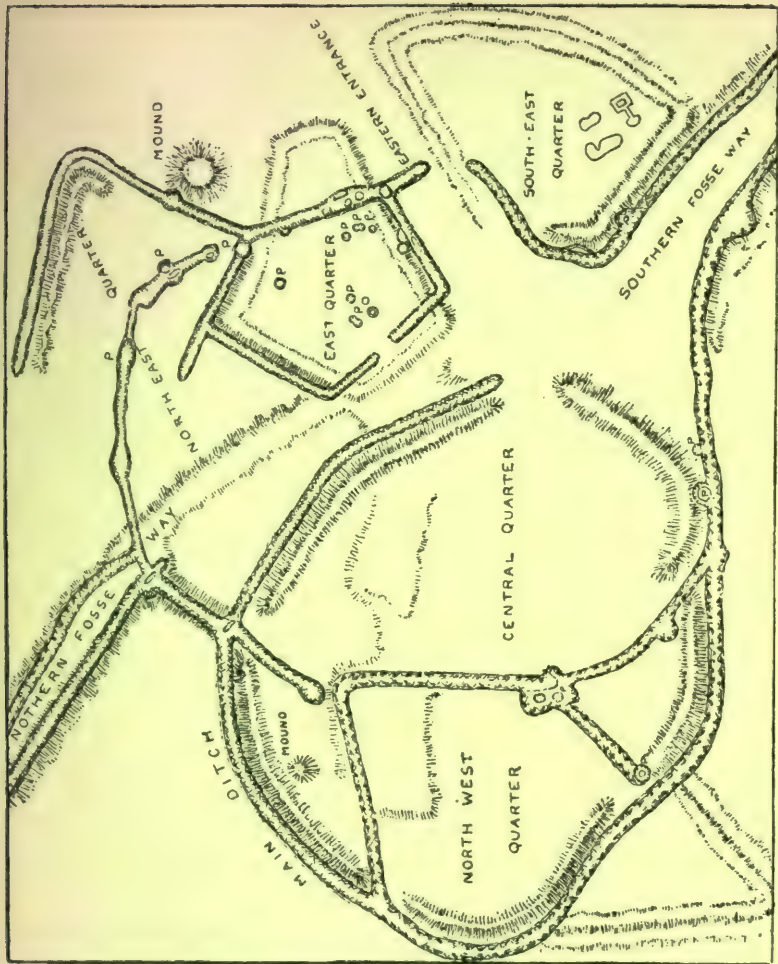 MOUND
EASTERN ENTRANCE
SOUTH-EAST
QUARTER
SOUTHERN FOSSE WAY
NORTH EAST
QUARTER
P
P
P
EAST QUARTER
P
P
P
P
P
P
P
NOTHERN FOSSE WAY
CENTRAL QUARTER
MOUND
MAIN DITCH
NORTH WEST
QUARTER
P